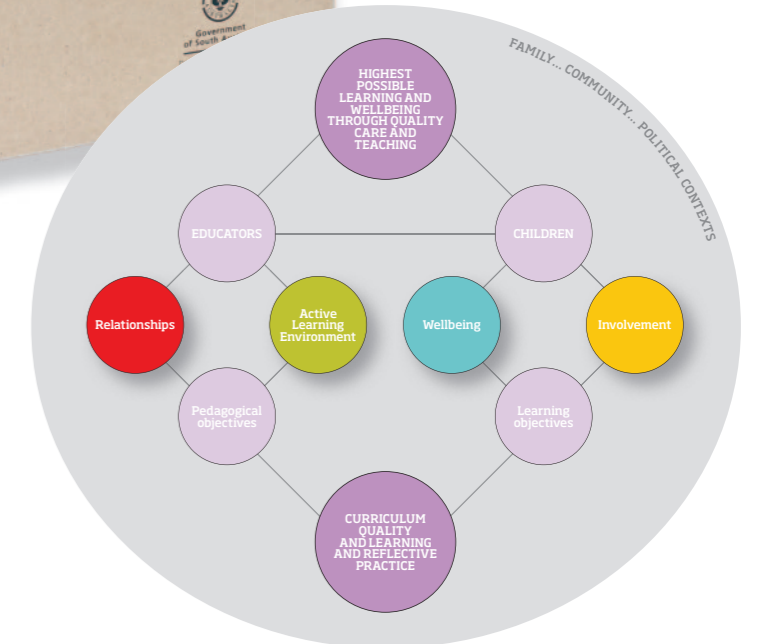 Government
of South
FAMILY... COMMUNITY... POLITICAL CONTEXTS
HIGHEST
POSSIBLE
LEARNING AND
WELLBEING
THROUGH QUALITY
CARE AND
TEACHING
EDUCATORS
CHILDREN
Relationships
Active
Learning
Environment
Wellbeing
Involvement
Pedagogical
objectives
Learning
objectives
CURRICULUM
QUALITY
AND LEARNING
AND REFLECTIVE
PRACTICE